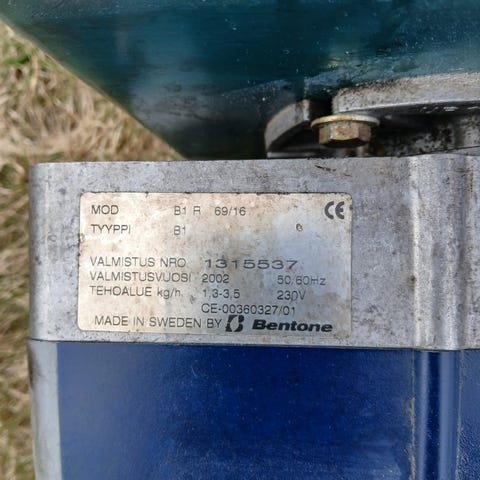 MOD B1 R 69/16 CE
TYYPPI B1
VALMISTUS NRO. 1315537
VALMISTUSVUOSI 2002 50/60Hz
TEHOALUE kg/h. 1,3-3,5 230V
CE-00360327/01
MADE IN SWEDEN BY Bentone